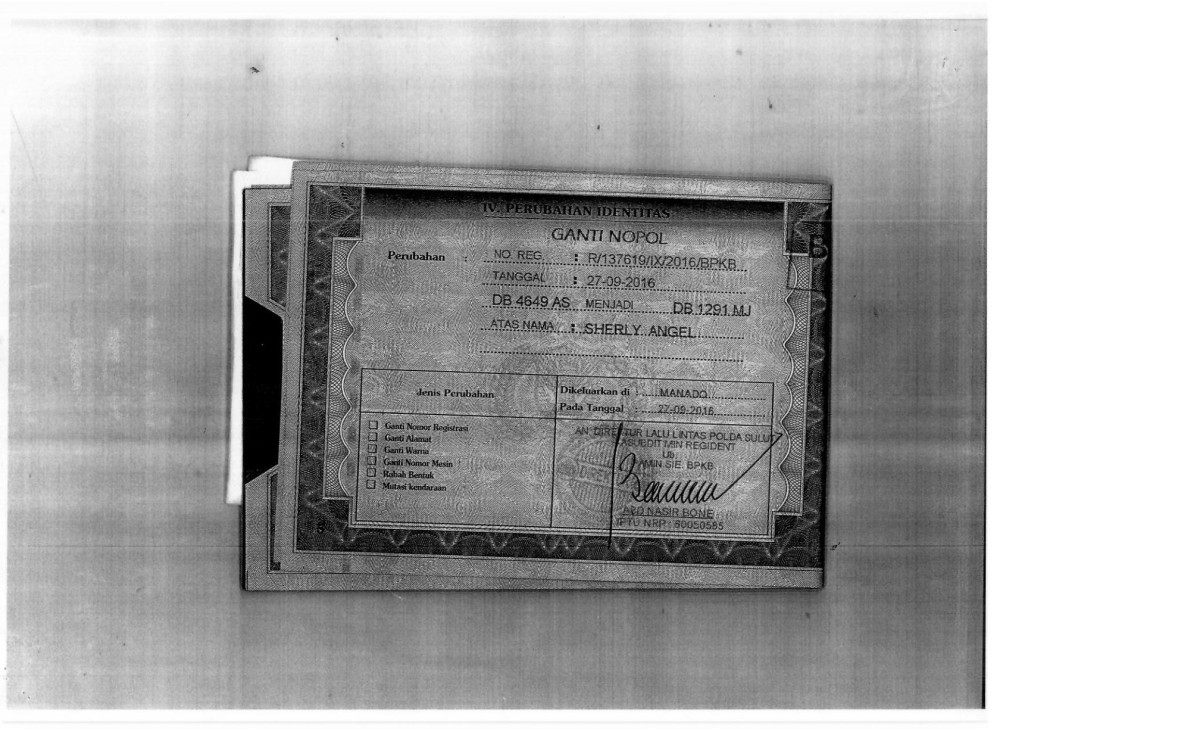 IV. PERUBAHAN IDENTITAS
GANTI NOPOL
Perubahan : NO. REG. : R/137619/IX/2016/BPKB
TANGGAL : 27-09-2016
DB 4649 AS MENJADI DB 1291 MJ
ATAS NAMA : SHERLY ANGEL
B
Jenis Perubahan
Dikeluarkan di : MANADO
Pada Tanggal : 27-09-2016
Ganti Nomor Registrasi
Ganti Alamat
Ganti Warna
Ganti Nomor Mesin
Rubah Bentuk
Mutasi kendaraan
AN. DIREKTUR LALU LINTAS POLDA SULUT
KASUBDIT MIN REGIDENT
Ub.
PAMIN SIE. BPKB
ABD NASIR BONE
IPTU NRP : 60050585